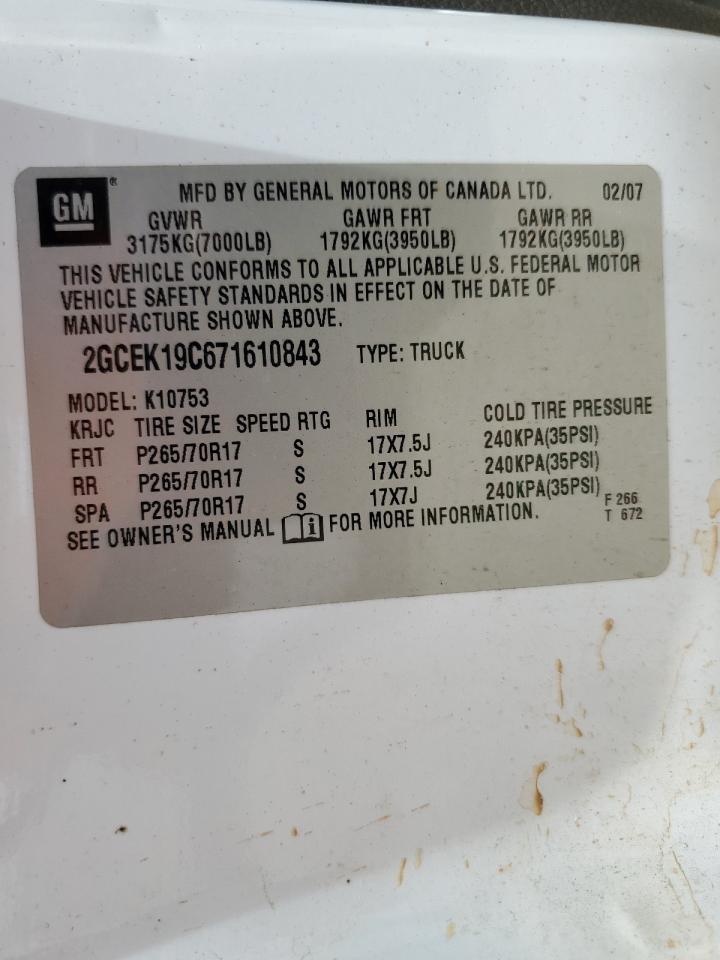 GM ®
MFD BY GENERAL MOTORS OF CANADA LTD. 02/07
GVWR GAWR FRT GAWR RR
3175KG(7000LB) 1792KG(3950LB) 1792KG(3950LB)
THIS VEHICLE CONFORMS TO ALL APPLICABLE U.S. FEDERAL MOTOR
VEHICLE SAFETY STANDARDS IN EFFECT ON THE DATE OF
MANUFACTURE SHOWN ABOVE.
2GCEK19C671610843 TYPE: TRUCK
MODEL: K10753
KRJC TIRE SIZE SPEED RTG RIM COLD TIRE PRESSURE
FRT P265/70R17 S 17X7.5J 240KPA(35PSI)
RR P265/70R17 S 17X7.5J 240KPA(35PSI)
SPA P265/70R17 S 17X7J 240KPA(35PSI) F 266
SEE OWNER'S MANUAL i FOR MORE INFORMATION. T 672